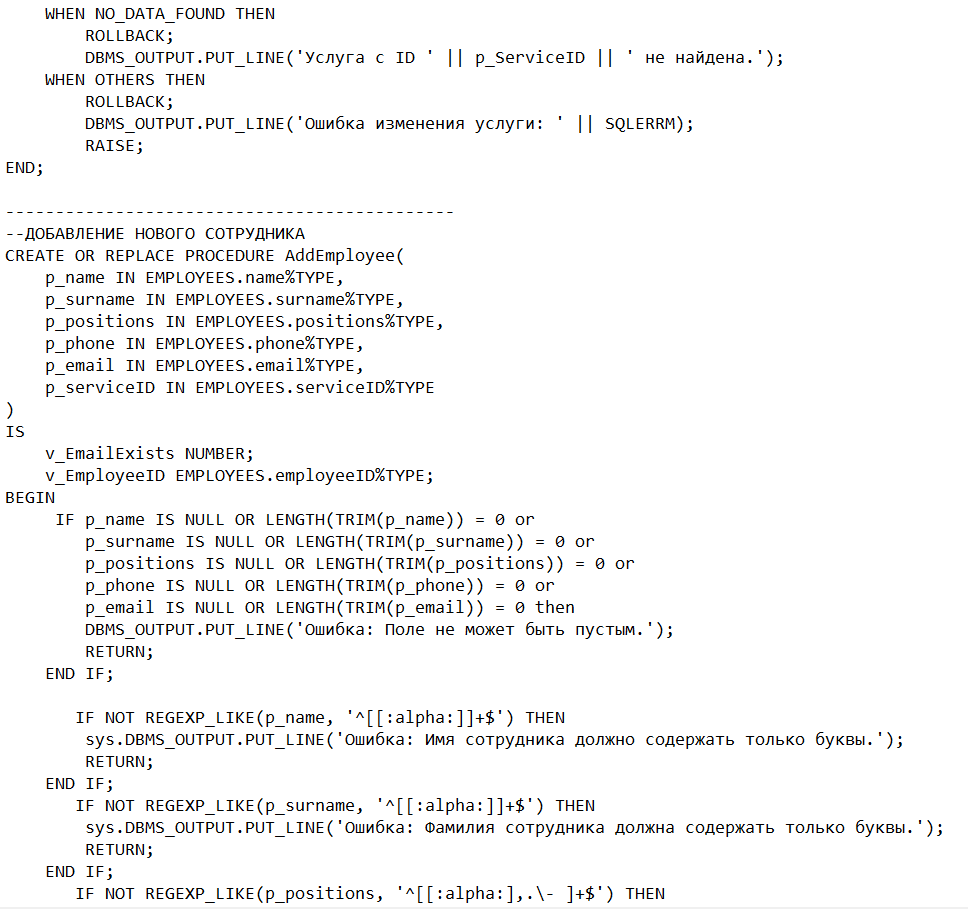 WHEN NO_DATA_FOUND THEN
ROLLBACK;
DBMS_OUTPUT.PUT_LINE('Услуга с ID ' || p_ServiceID || ' не найдена.');
WHEN OTHERS THEN
ROLLBACK;
DBMS_OUTPUT.PUT_LINE('Ошибка изменения услуги: ' || SQLERRM);
RAISE;
END;
---------------------------------------------
--ДОБАВЛЕНИЕ НОВОГО СОТРУДНИКА
CREATE OR REPLACE PROCEDURE AddEmployee(
p_name IN EMPLOYEES.name%TYPE,
p_surname IN EMPLOYEES.surname%TYPE,
p_positions IN EMPLOYEES.positions%TYPE,
p_phone IN EMPLOYEES.phone%TYPE,
p_email IN EMPLOYEES.email%TYPE,
p_serviceID IN EMPLOYEES.serviceID%TYPE
)
IS
v_EmailExists NUMBER;
v_EmployeeID EMPLOYEES.employeeID%TYPE;
BEGIN
IF p_name IS NULL OR LENGTH(TRIM(p_name)) = 0 or
p_surname IS NULL OR LENGTH(TRIM(p_surname)) = 0 or
p_positions IS NULL OR LENGTH(TRIM(p_positions)) = 0 or
p_phone IS NULL OR LENGTH(TRIM(p_phone)) = 0 or
p_email IS NULL OR LENGTH(TRIM(p_email)) = 0 then
DBMS_OUTPUT.PUT_LINE('Ошибка: Поле не может быть пустым.');
RETURN;
END IF;
IF NOT REGEXP_LIKE(p_name, '^[[:alpha:]]+$') THEN
sys.DBMS_OUTPUT.PUT_LINE('Ошибка: Имя сотрудника должно содержать только буквы.');
RETURN;
END IF;
IF NOT REGEXP_LIKE(p_surname, '^[[:alpha:]]+$') THEN
sys.DBMS_OUTPUT.PUT_LINE('Ошибка: Фамилия сотрудника должна содержать только буквы.');
RETURN;
END IF;
IF NOT REGEXP_LIKE(p_positions, '^[[:alpha:],.\- ]+$') THEN